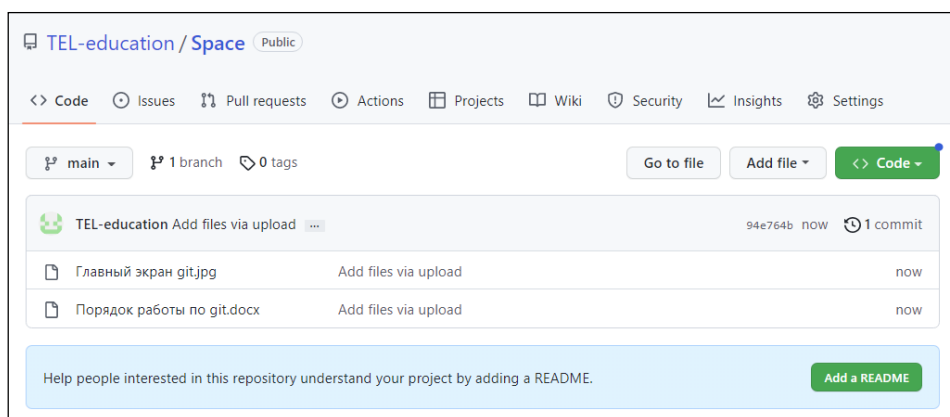 TEL-education / Space Public
Code Issues Pull requests Actions Projects Wiki Security Insights Settings
main 1 branch 0 tags Go to file Add file Code
TEL-education Add files via upload ... 94e764b now 1 commit
Главный экран git.jpg Add files via upload now
Порядок работы по git.docx Add files via upload now
Help people interested in this repository understand your project by adding a README. Add a README